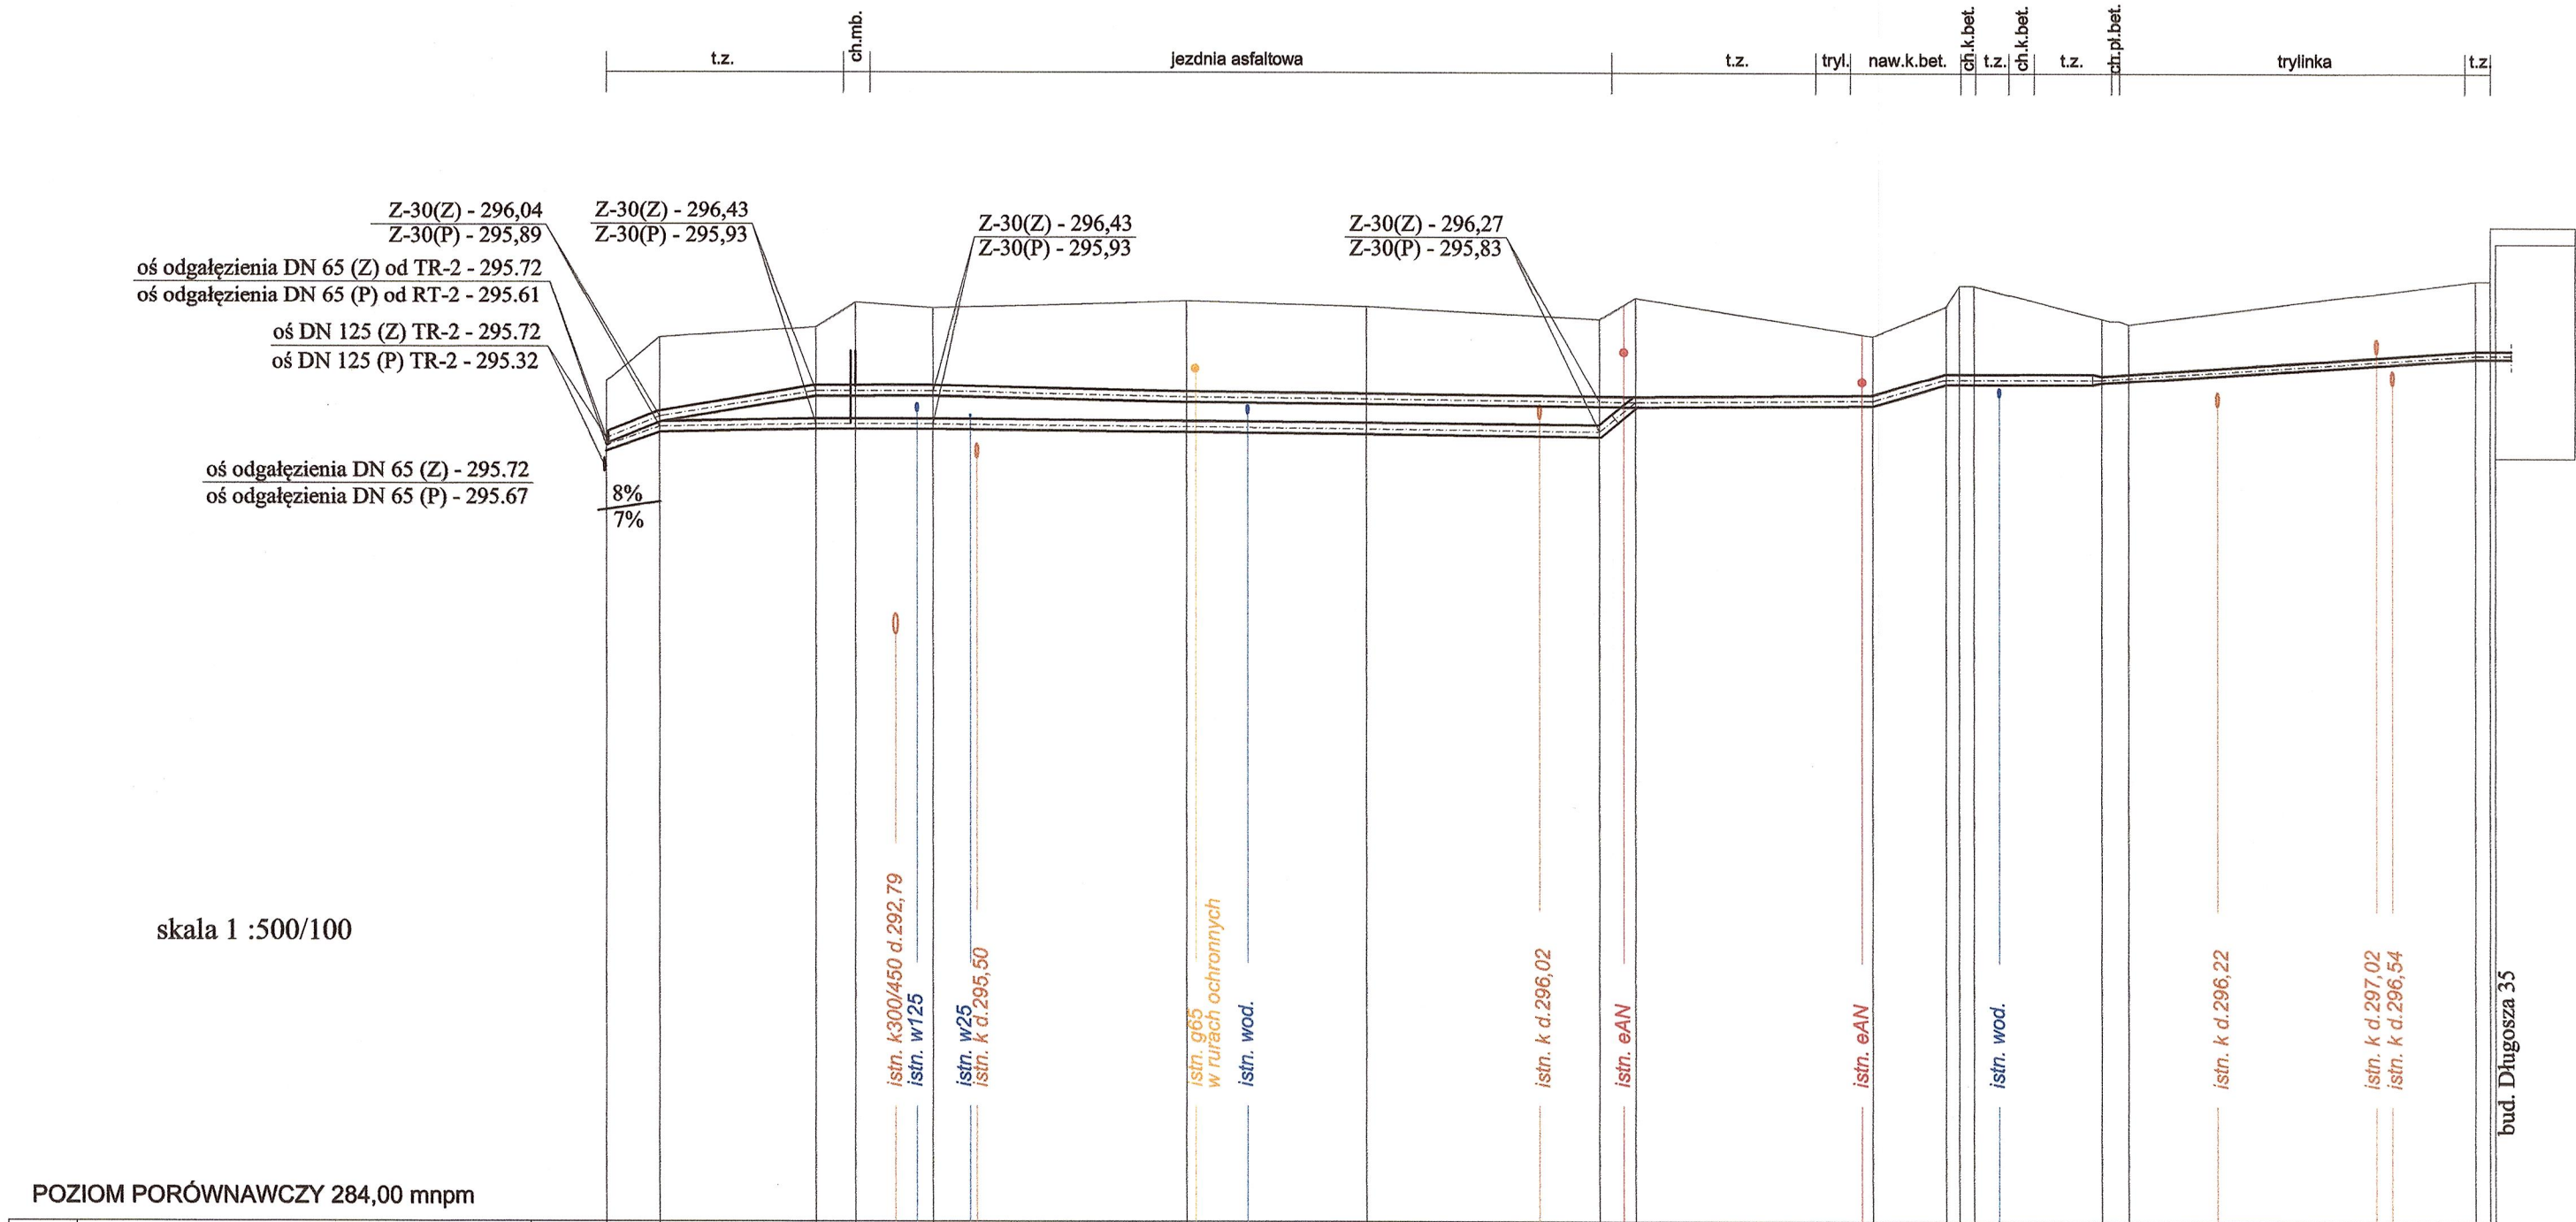 t.z.
ch.mb.
jezdnia asfaltowa
t.z.
tryl.
naw.k.bet.
ch.k.bet.
t.z.
ch.k.bet.
t.z.
ch.pł.bet.
trylinka
t.z.
Z-30(Z) - 296,04
Z-30(P) - 295,89
Z-30(Z) - 296,43
Z-30(P) - 295,93
Z-30(Z) - 296,43
Z-30(P) - 295,93
Z-30(Z) - 296,27
Z-30(P) - 295,83
oś odgałęzienia DN 65 (Z) od TR-2 - 295.72
oś odgałęzienia DN 65 (P) od RT-2 - 295.61
oś DN 125 (Z) TR-2 - 295.72
oś DN 125 (P) TR-2 - 295.32
oś odgałęzienia DN 65 (Z) - 295.72
oś odgałęzienia DN 65 (P) - 295.67
8%
7%
skala 1 :500/100
istn. k300/450 d.292,79
istn. w125
istn. w25
istn. k d.295,50
istn. g65
w rurach ochronnych
istn. wod.
istn. k d.296,02
istn. eAN
istn. eAN
istn. wod.
istn. k d.296,22
istn. k d.297,02
istn. k d.296,54
bud. Długosza 35
POZIOM PORÓWNAWCZY 284,00 mnpm